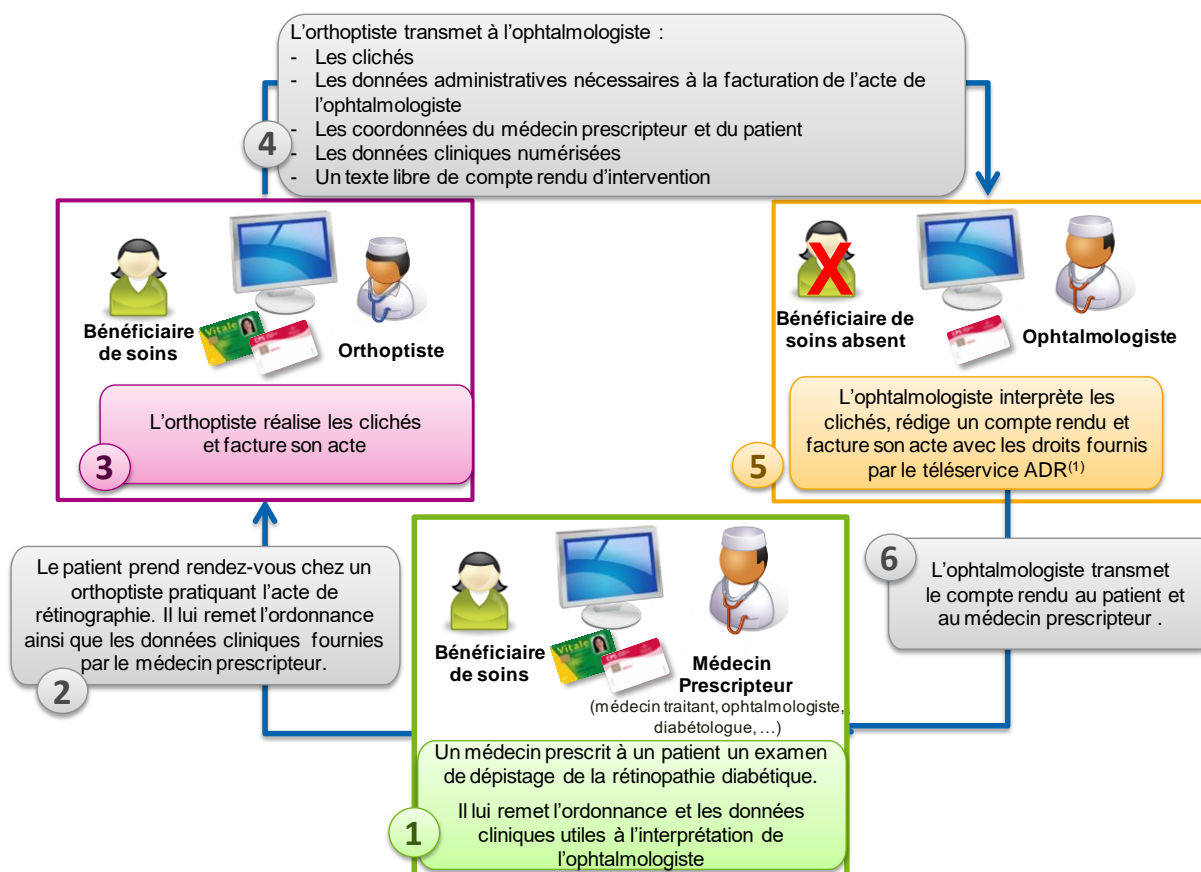 L'orthoptiste transmet à l'ophtalmologiste :
- Les clichés
- Les données administratives nécessaires à la facturation de l'acte de
l'ophtalmologiste
- Les coordonnées du médecin prescripteur et du patient
- Les données cliniques numérisées
- Un texte libre de compte rendu d'intervention
4
Bénéficiaire
de soins
Vitale
CPS
Orthoptiste
L'orthoptiste réalise les clichés
et facture son acte
3
X
Bénéficiaire de
soins absent
CPS
Ophtalmologiste
L'ophtalmologiste interprète les
clichés, rédige un compte rendu et
facture son acte avec les droits fournis
par le téléservice ADR(1)
5
Le patient prend rendez-vous chez un
orthoptiste pratiquant l'acte de
rétinographie. Il lui remet l'ordonnance
ainsi que les données cliniques fournies
par le médecin prescripteur.
2
Bénéficiaire
de soins
Vitale
CPS
Médecin
Prescripteur
(médecin traitant, ophtalmologiste,
diabétologue, ...)
Un médecin prescrit à un patient un examen
de dépistage de la rétinopathie diabétique.
Il lui remet l'ordonnance et les données
cliniques utiles à l'interprétation de
l'ophtalmologiste
1
6
L'ophtalmologiste transmet
le compte rendu au patient et
au médecin prescripteur .